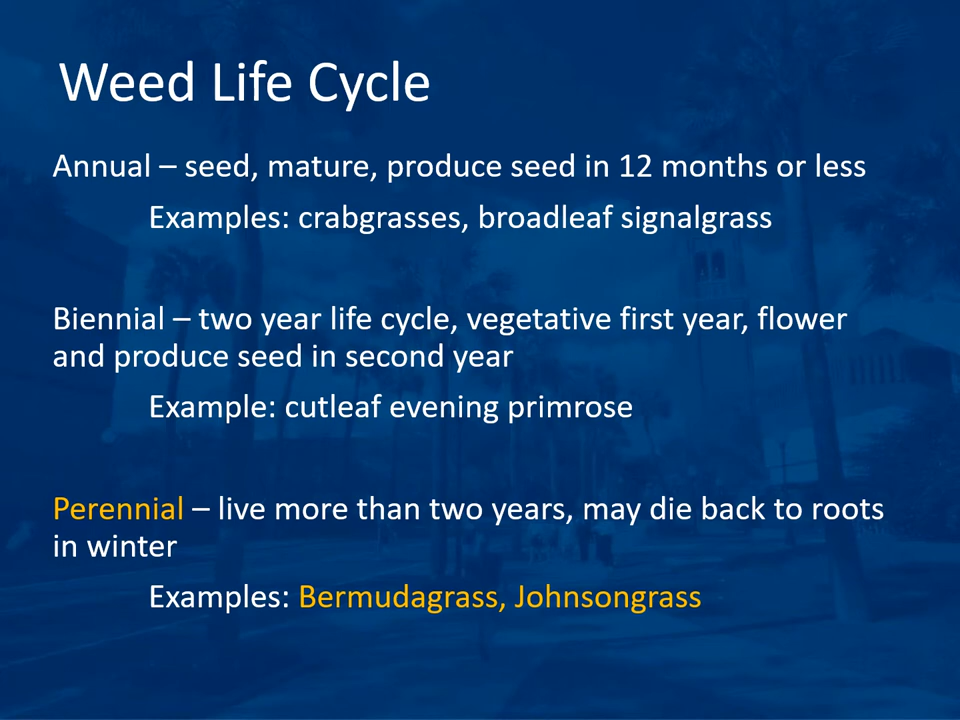 Weed Life Cycle
Annual – seed, mature, produce seed in 12 months or less
Examples: crabgrasses, broadleaf signalgrass
Biennial – two year life cycle, vegetative first year, flower
and produce seed in second year
Example: cutleaf evening primrose
Perennial – live more than two years, may die back to roots
in winter
Examples: Bermudagrass, Johnsongrass